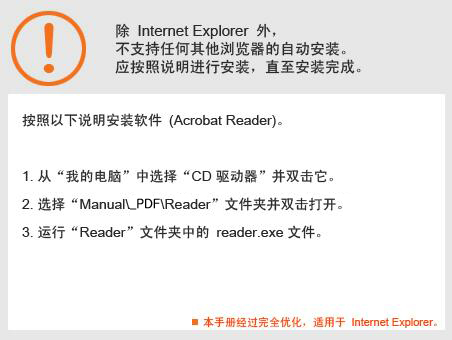 除 Internet Explorer 外，
不支持任何其他浏览器的自动安装。
应按照说明进行安装，直至安装完成。
按照以下说明安装软件 (Acrobat Reader)。
1. 从“我的电脑”中选择“CD 驱动器”并双击它。
2. 选择“Manual\_PDF\Reader”文件夹并双击打开。
3. 运行“Reader”文件夹中的 reader.exe 文件。
■ 本手册经过完全优化，适用于 Internet Explorer。